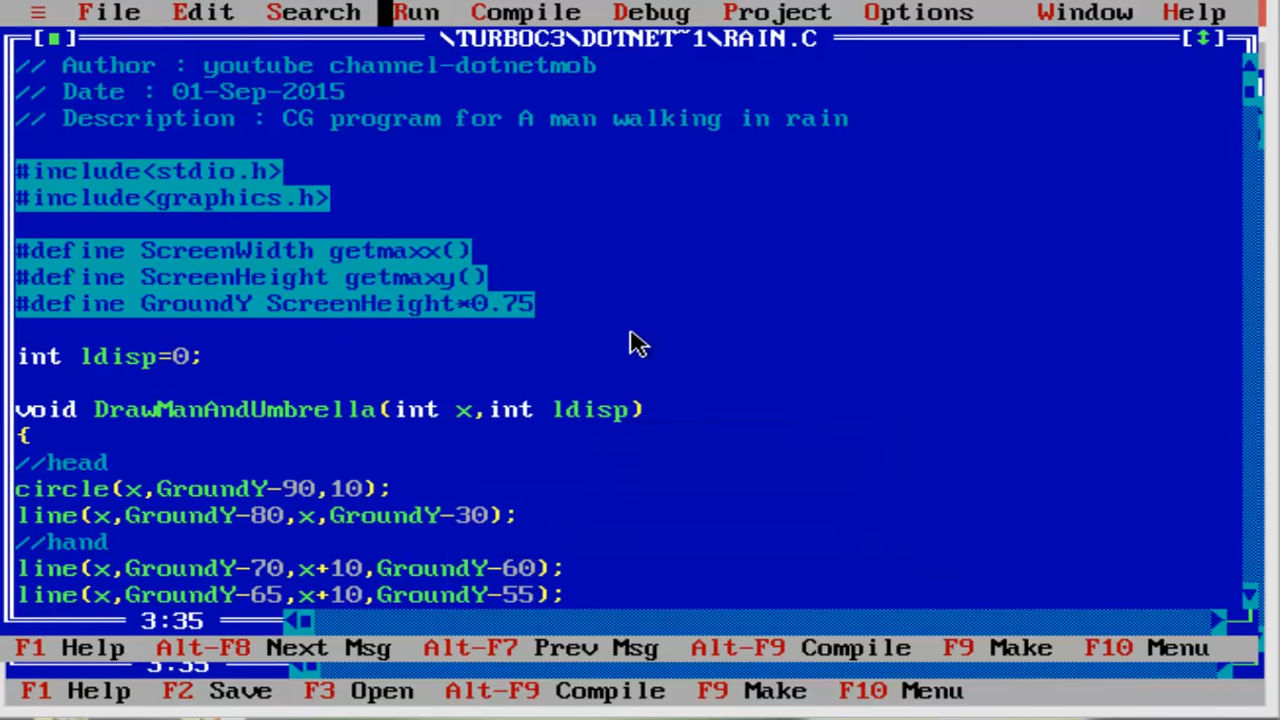 ≡ File Edit Search Run Compile Debug Project Options Window Help
[■] \TURBOC3\DOTNET~1\RAIN.C [↕]
// Author : youtube channel-dotnetmob
// Date : 01-Sep-2015
// Description : CG program for A man walking in rain
#include<stdio.h>
#include<graphics.h>
#define ScreenWidth getmaxx()
#define ScreenHeight getmaxy()
#define GroundY ScreenHeight*0.75
int ldisp=0;
void DrawManAndUmbrella(int x,int ldisp)
{
//head
circle(x,GroundY-90,10);
line(x,GroundY-80,x,GroundY-30);
//hand
line(x,GroundY-70,x+10,GroundY-60);
line(x,GroundY-65,x+10,GroundY-55);
3:35
F1 Help Alt-F8 Next Msg Alt-F7 Prev Msg Alt-F9 Compile F9 Make F10 Menu
3:35
F1 Help F2 Save F3 Open Alt-F9 Compile F9 Make F10 Menu